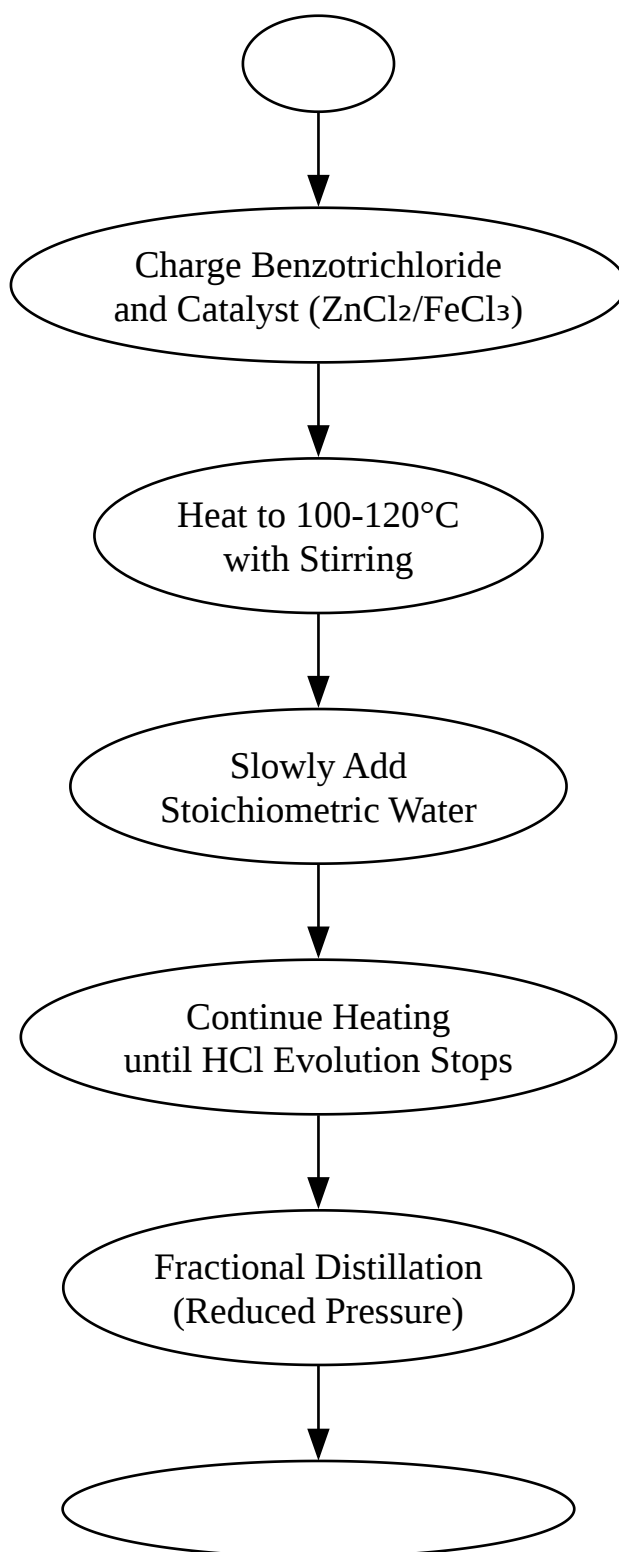 Charge Benzotrichloride
and Catalyst (ZnCl₂/FeCl₃)
Heat to 100-120°C
with Stirring
Slowly Add
Stoichiometric Water
Continue Heating
until HCl Evolution Stops
Fractional Distillation
(Reduced Pressure)